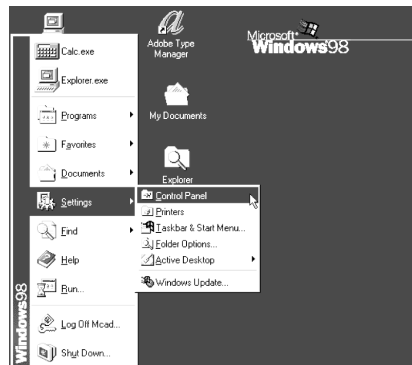 Adobe Type
Manager
Microsoft
Windows98
My Documents
Explorer
Calc.exe
Explorer.exe
Programs
Favorites
Documents
Settings
Find
Help
Run...
Log Off Mcad...
Shut Down...
Windows98
Control Panel
Printers
Taskbar & Start Menu...
Folder Options...
Active Desktop
Windows Update...